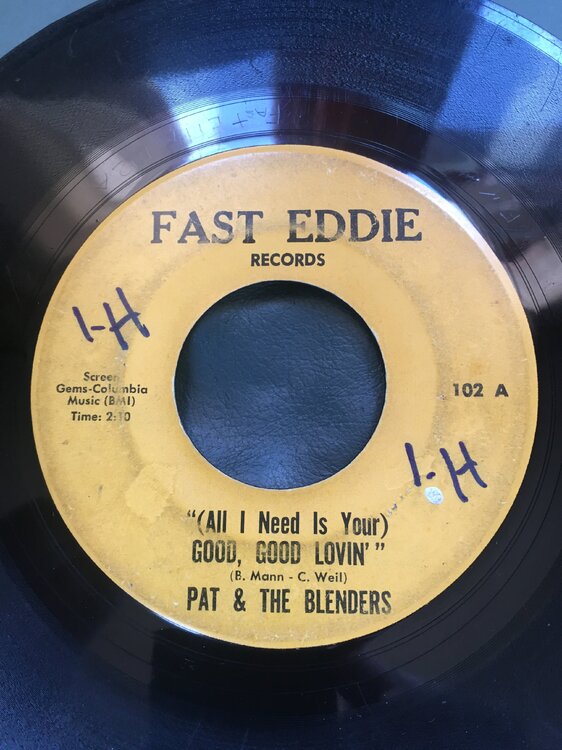 FAST EDDIE
RECORDS
1-H
Screen
Gems-Columbia
Music (BMI)
Time: 2:10
102 A
1-H
"(All I Need Is Your)
GOOD, GOOD LOVIN'"
(B. Mann - C. Weil)
PAT & THE BLENDERS